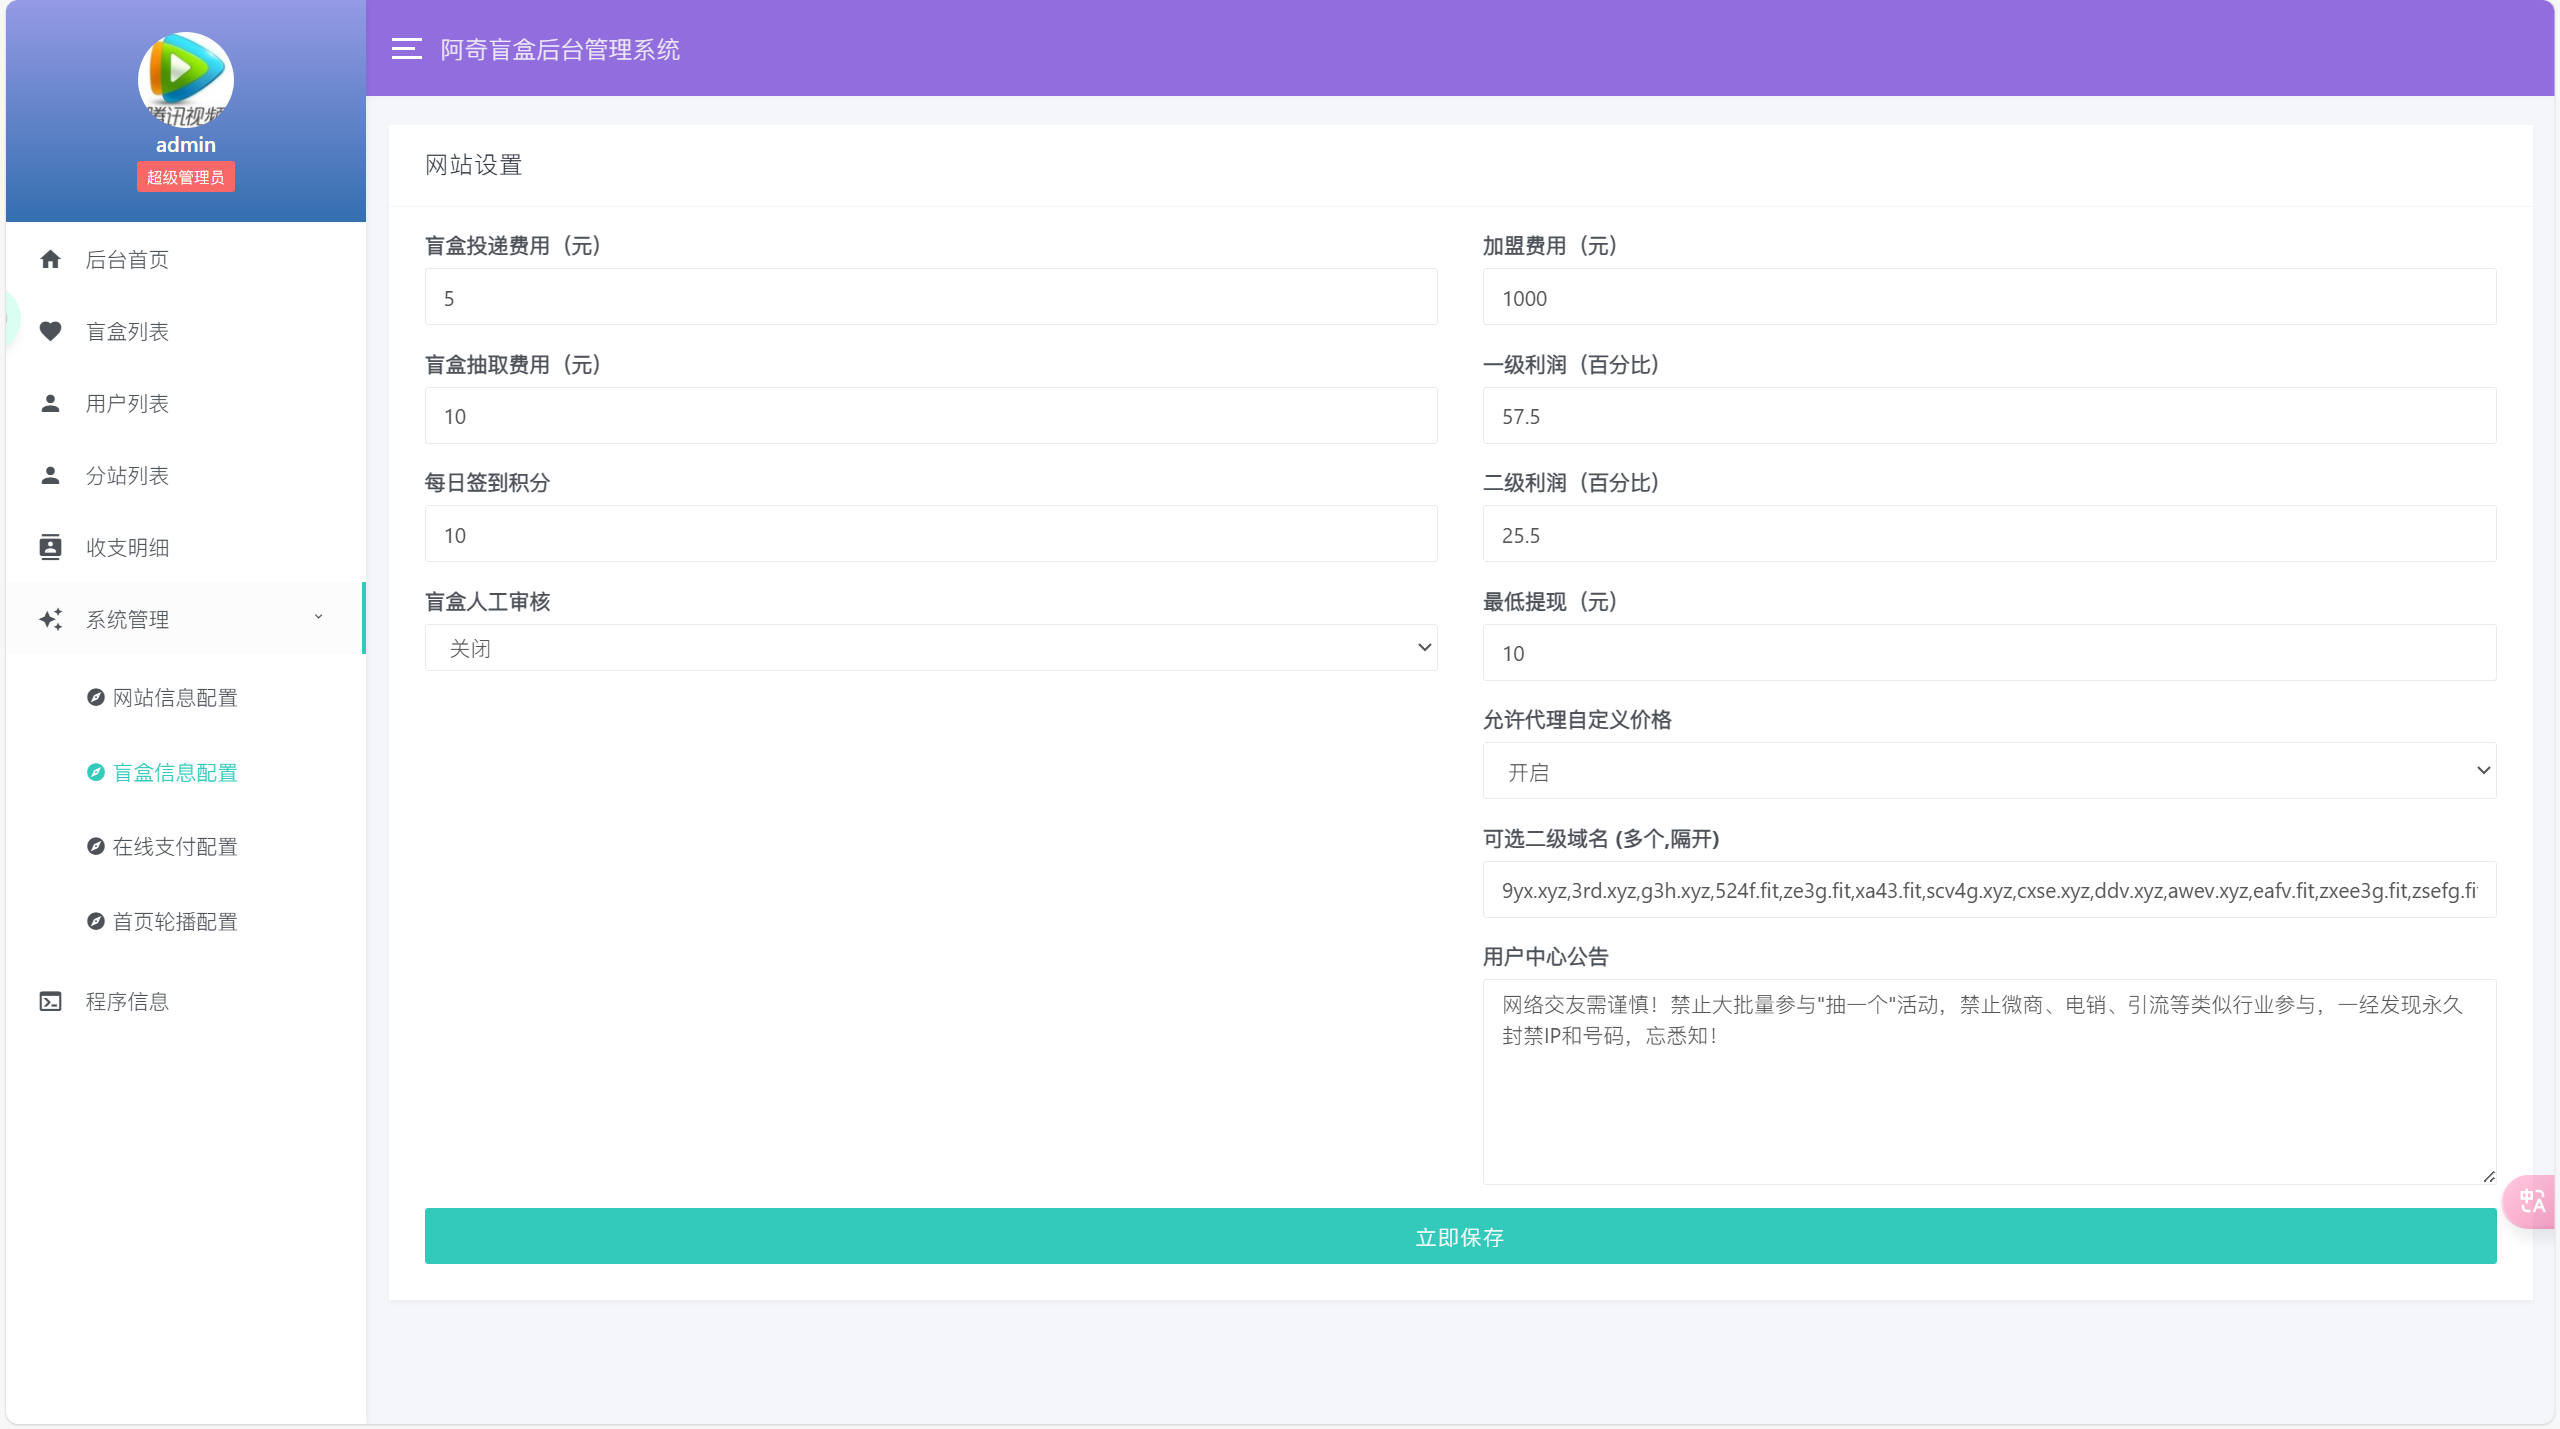 腾讯视频
admin
超级管理员
后台首页
盲盒列表
用户列表
分站列表
收支明细
系统管理
网站信息配置
盲盒信息配置
在线支付配置
首页轮播配置
程序信息
阿奇盲盒后台管理系统
网站设置
盲盒投递费用（元）
5
盲盒抽取费用（元）
10
每日签到积分
10
盲盒人工审核
关闭
加盟费用（元）
1000
一级利润（百分比）
57.5
二级利润（百分比）
25.5
最低提现（元）
10
允许代理自定义价格
开启
可选二级域名 (多个,隔开)
9yx.xyz,3rd.xyz,g3h.xyz,524f.fit,ze3g.fit,xa43.fit,scv4g.xyz,cxse.xyz,ddv.xyz,awev.xyz,eafv.fit,zxee3g.fit,zsefg.fi
用户中心公告
网络交友需谨慎！禁止大批量参与"抽一个"活动，禁止微商、电销、引流等类似行业参与，一经发现永久
封禁IP和号码，忘悉知！
立即保存
中A